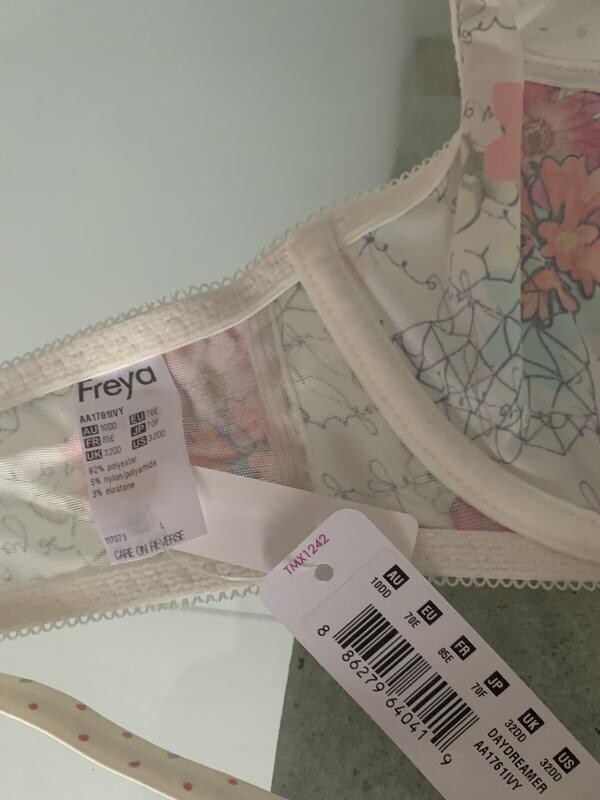 Freya
AA1761IVY
AU 10DD EU 70E
FR 85E JP 70F
UK 32DD US 32DD
92% polyester
5% nylon/polyamide
3% elastane
L
CARE ON REVERSE
TMX1242
AU EU FR JP UK US
10DD 70E 85E 70F 32DD 32DD
8 86279 64041 9
DAYDREAMER
AA1761IVY